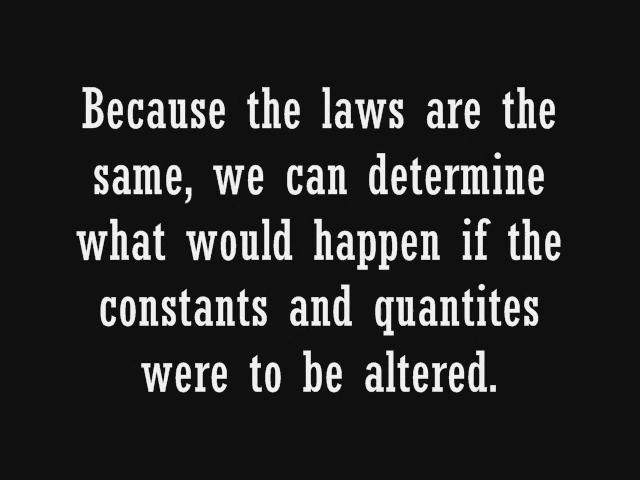 Because the laws are the
same, we can determine
what would happen if the
constants and quantites
were to be altered.